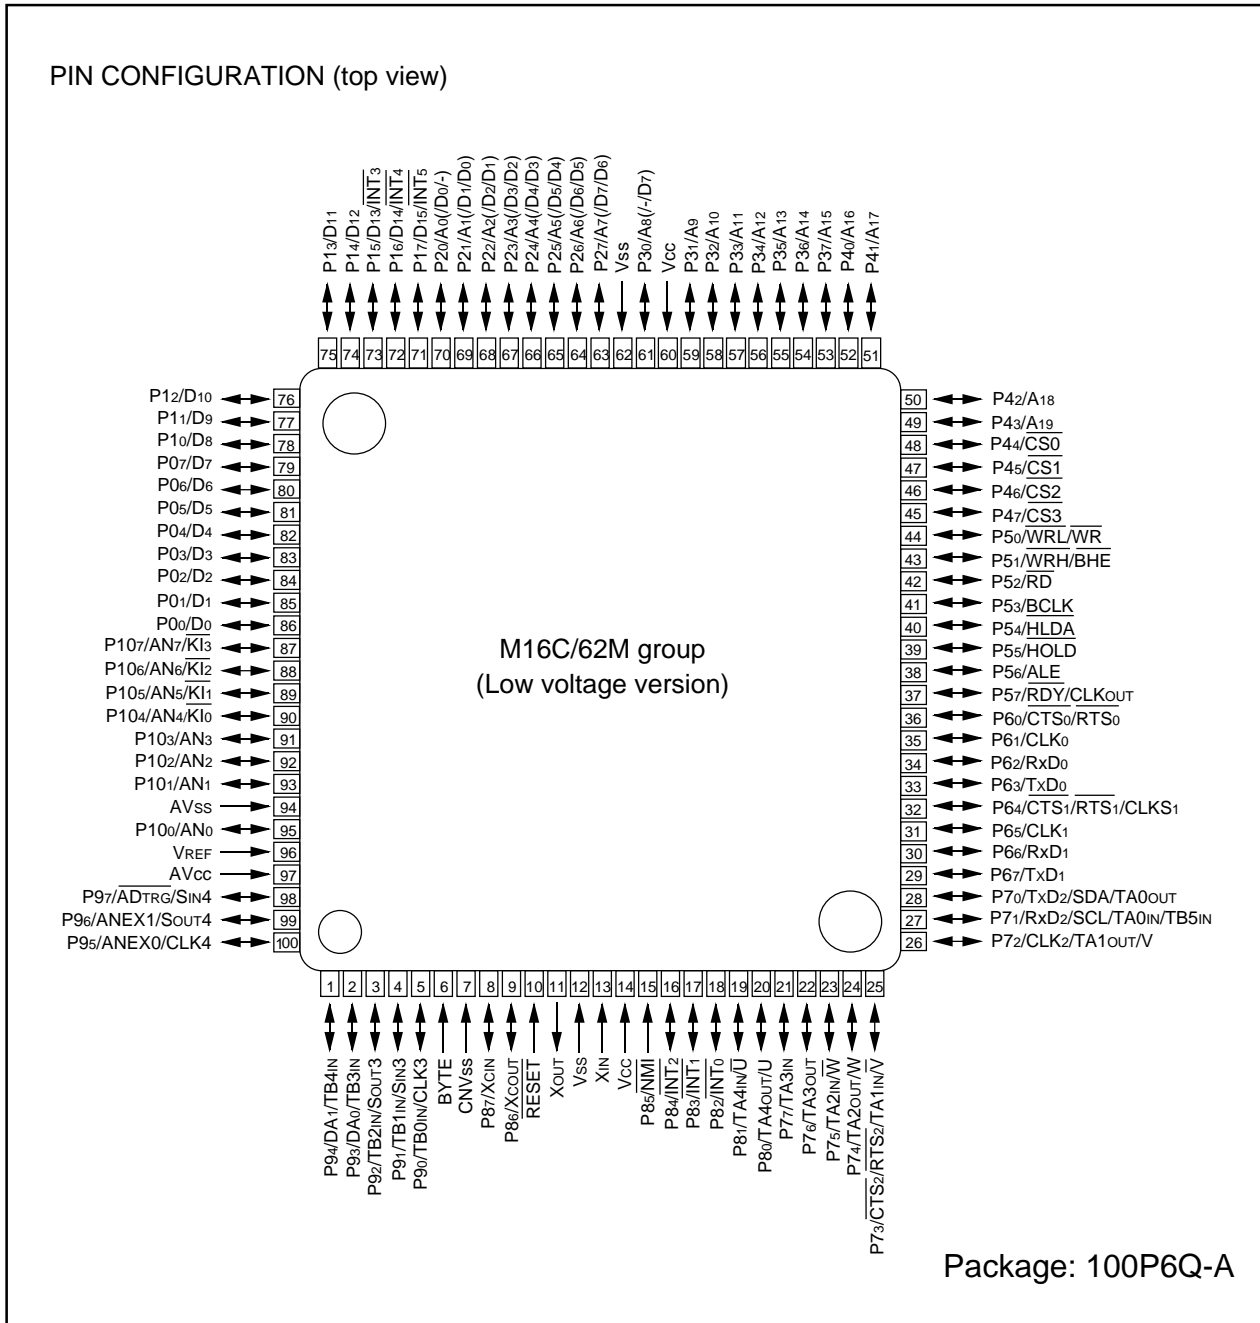 PIN CONFIGURATION (top view)
P13/D11
P14/D12
P15/D13/INT3
P16/D14/INT4
P17/D15/INT5
P20/A0(/D0/-)
P21/A1(/D1/D0)
P22/A2(/D2/D1)
P23/A3(/D3/D2)
P24/A4(/D4/D3)
P25/A5(/D5/D4)
P26/A6(/D6/D5)
P27/A7(/D7/D6)
Vss
P30/A8(/-/D7)
Vcc
P31/A9
P32/A10
P33/A11
P34/A12
P35/A13
P36/A14
P37/A15
P40/A16
P41/A17
75 74 73 72 71 70 69 68 67 66 65 64 63 62 61 60 59 58 57 56 55 54 53 52 51
P12/D10 76
P11/D9 77
P10/D8 78
P07/D7 79
P06/D6 80
P05/D5 81
P04/D4 82
P03/D3 83
P02/D2 84
P01/D1 85
P00/D0 86
P107/AN7/KI3 87
P106/AN6/KI2 88
P105/AN5/KI1 89
P104/AN4/KI0 90
P103/AN3 91
P102/AN2 92
P101/AN1 93
AVSS 94
P100/AN0 95
VREF 96
AVcc 97
P97/ADTRG/SIN4 98
P96/ANEX1/SOUT4 99
P95/ANEX0/CLK4 100
M16C/62M group
(Low voltage version)
50 P42/A18
49 P43/A19
48 P44/CS0
47 P45/CS1
46 P46/CS2
45 P47/CS3
44 P50/WRL/WR
43 P51/WRH/BHE
42 P52/RD
41 P53/BCLK
40 P54/HLDA
39 P55/HOLD
38 P56/ALE
37 P57/RDY/CLKOUT
36 P60/CTS0/RTS0
35 P61/CLK0
34 P62/RxD0
33 P63/TXD0
32 P64/CTS1/RTS1/CLKS1
31 P65/CLK1
30 P66/RxD1
29 P67/TXD1
28 P70/TXD2/SDA/TA0OUT
27 P71/RxD2/SCL/TA0IN/TB5IN
26 P72/CLK2/TA1OUT/V
1 2 3 4 5 6 7 8 9 10 11 12 13 14 15 16 17 18 19 20 21 22 23 24 25
P94/DA1/TB4IN
P93/DA0/TB3IN
P92/TB2IN/SOUT3
P91/TB1IN/SIN3
P90/TB0IN/CLK3
BYTE
CNVss
P87/XCIN
P86/XCOUT
RESET
XOUT
VSS
XIN
VCC
P85/NMI
P84/INT2
P83/INT1
P82/INT0
P81/TA4IN/U
P80/TA4OUT/U
P77/TA3IN
P76/TA3OUT
P75/TA2IN/W
P74/TA2OUT/W
P73/CTS2/RTS2/TA1IN/V
Package: 100P6Q-A